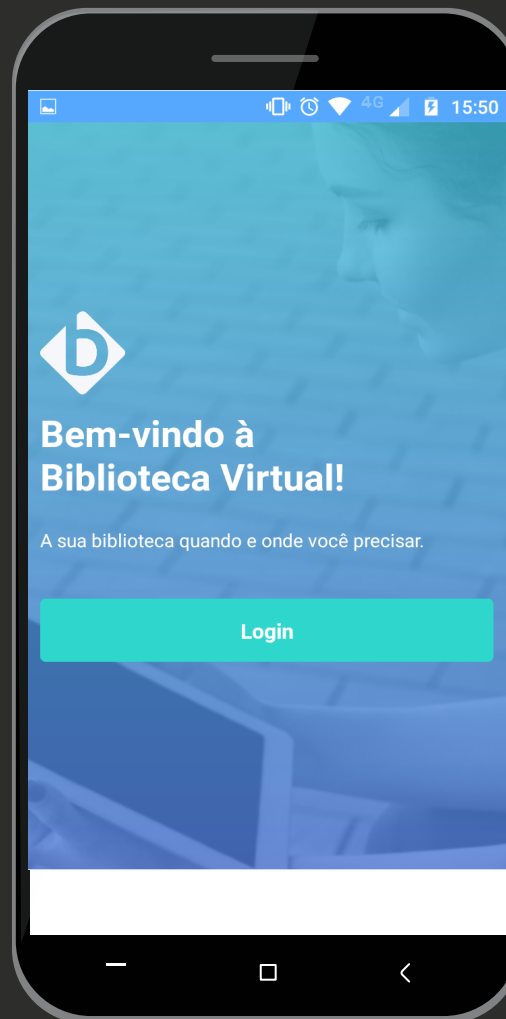 4G 15:50
b
Bem-vindo à
Biblioteca Virtual!
A sua biblioteca quando e onde você precisar.
Login